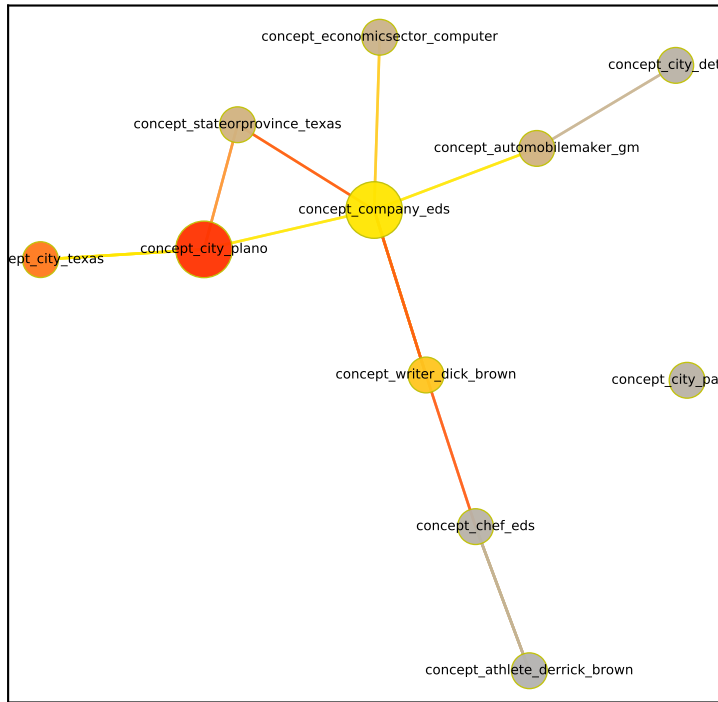 concept_economicsector_computer
concept_city_det
concept_stateorprovince_texas
concept_automobilemaker_gm
concept_company_eds
concept_city_plano
ept_city_texas
concept_writer_dick_brown
concept_city_pa
concept_chef_eds
concept_athlete_derrick_brown